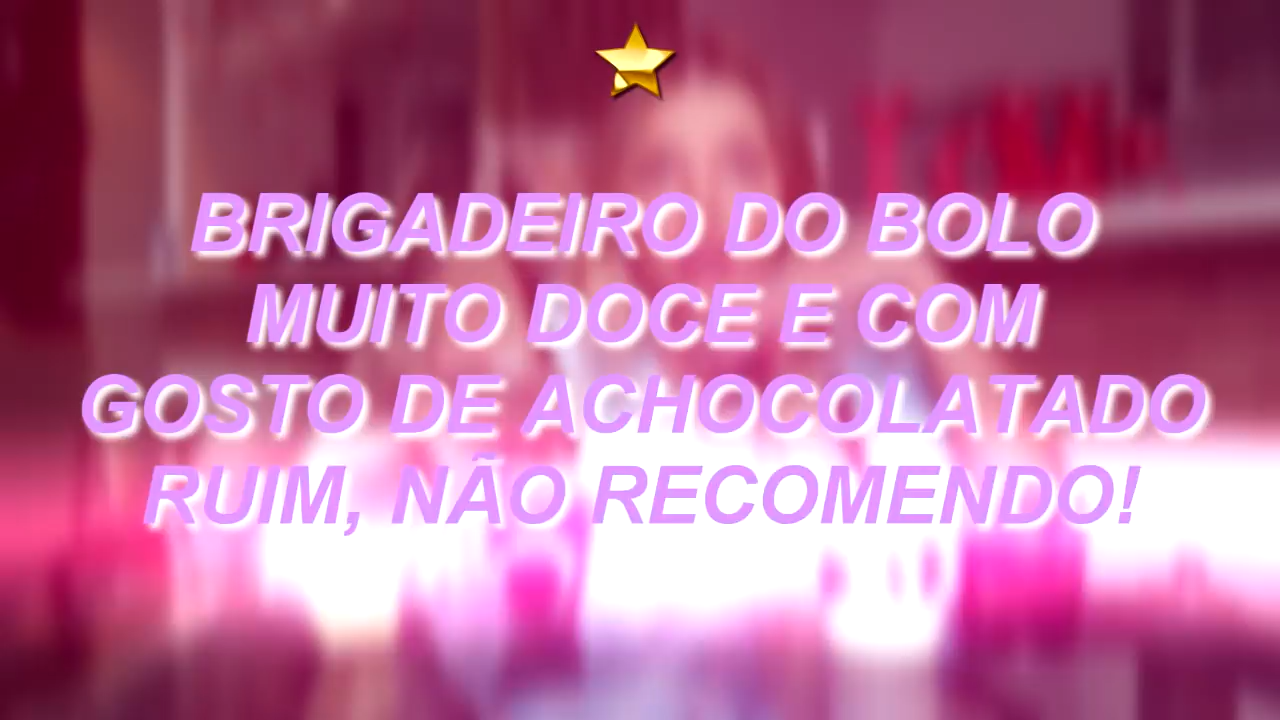 BRIGADEIRO DO BOLO
MUITO DOCE E COM
GOSTO DE ACHOCOLATADO
RUIM, NÃO RECOMENDO!